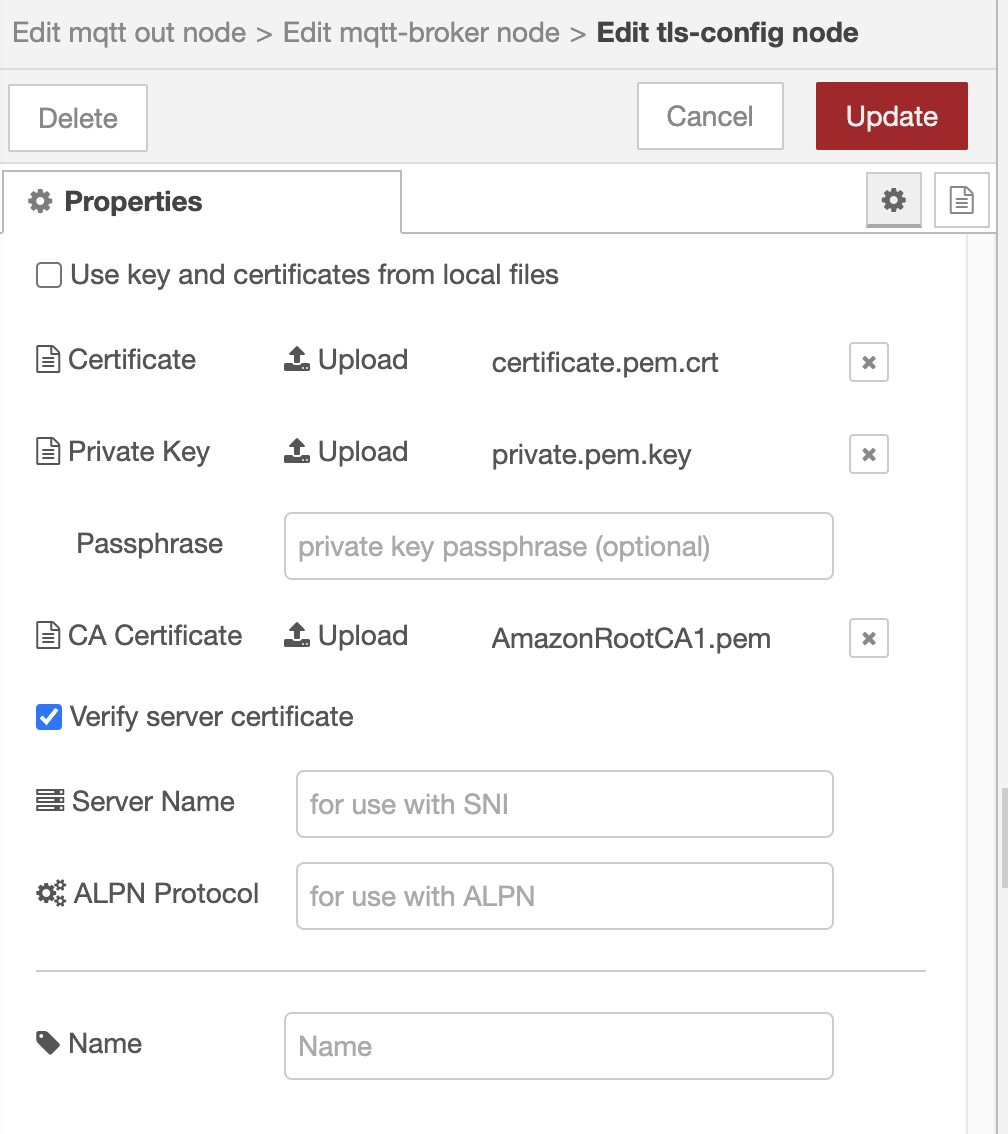 Edit mqtt out node > Edit mqtt-broker node > Edit tls-config node
Delete
Cancel
Update
Properties
Use key and certificates from local files
Certificate Upload certificate.pem.crt
Private Key Upload private.pem.key
Passphrase private key passphrase (optional)
CA Certificate Upload AmazonRootCA1.pem
Verify server certificate
Server Name for use with SNI
ALPN Protocol for use with ALPN
Name Name